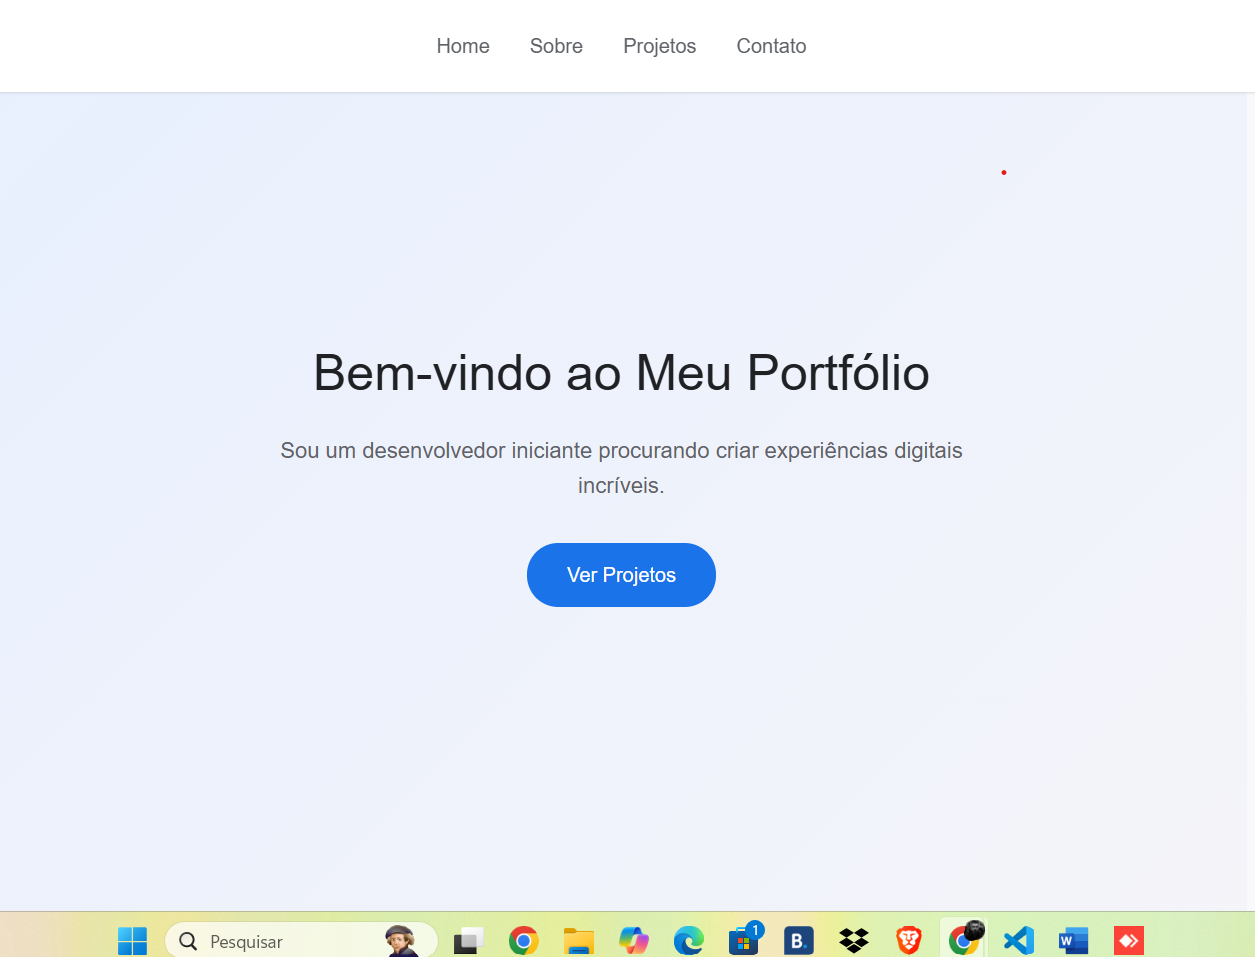 Home Sobre Projetos Contato
Bem-vindo ao Meu Portfólio
Sou um desenvolvedor iniciante procurando criar experiências digitais
incríveis.
Ver Projetos
Pesquisar
1
B.
W